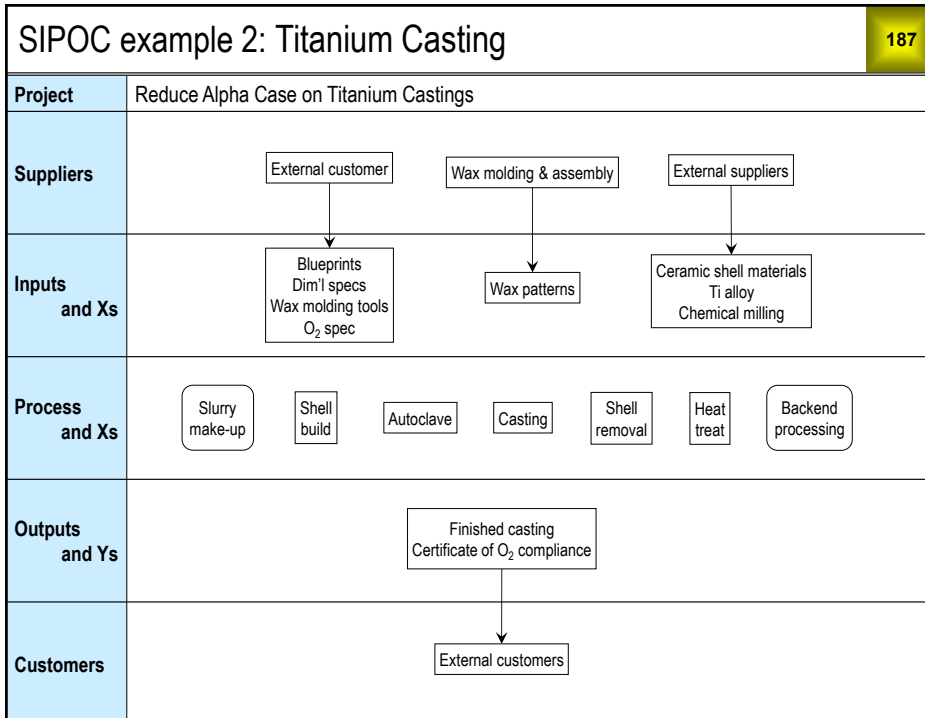 SIPOC example 2: Titanium Casting
187
Project
Reduce Alpha Case on Titanium Castings
Suppliers
External customer
Wax molding & assembly
External suppliers
Inputs
and Xs
Blueprints
Dim'l specs
Wax molding tools
O₂ spec
Wax patterns
Ceramic shell materials
Ti alloy
Chemical milling
Process
and Xs
Slurry
make-up
Shell
build
Autoclave
Casting
Shell
removal
Heat
treat
Backend
processing
Outputs
and Ys
Finished casting
Certificate of O₂ compliance
Customers
External customers